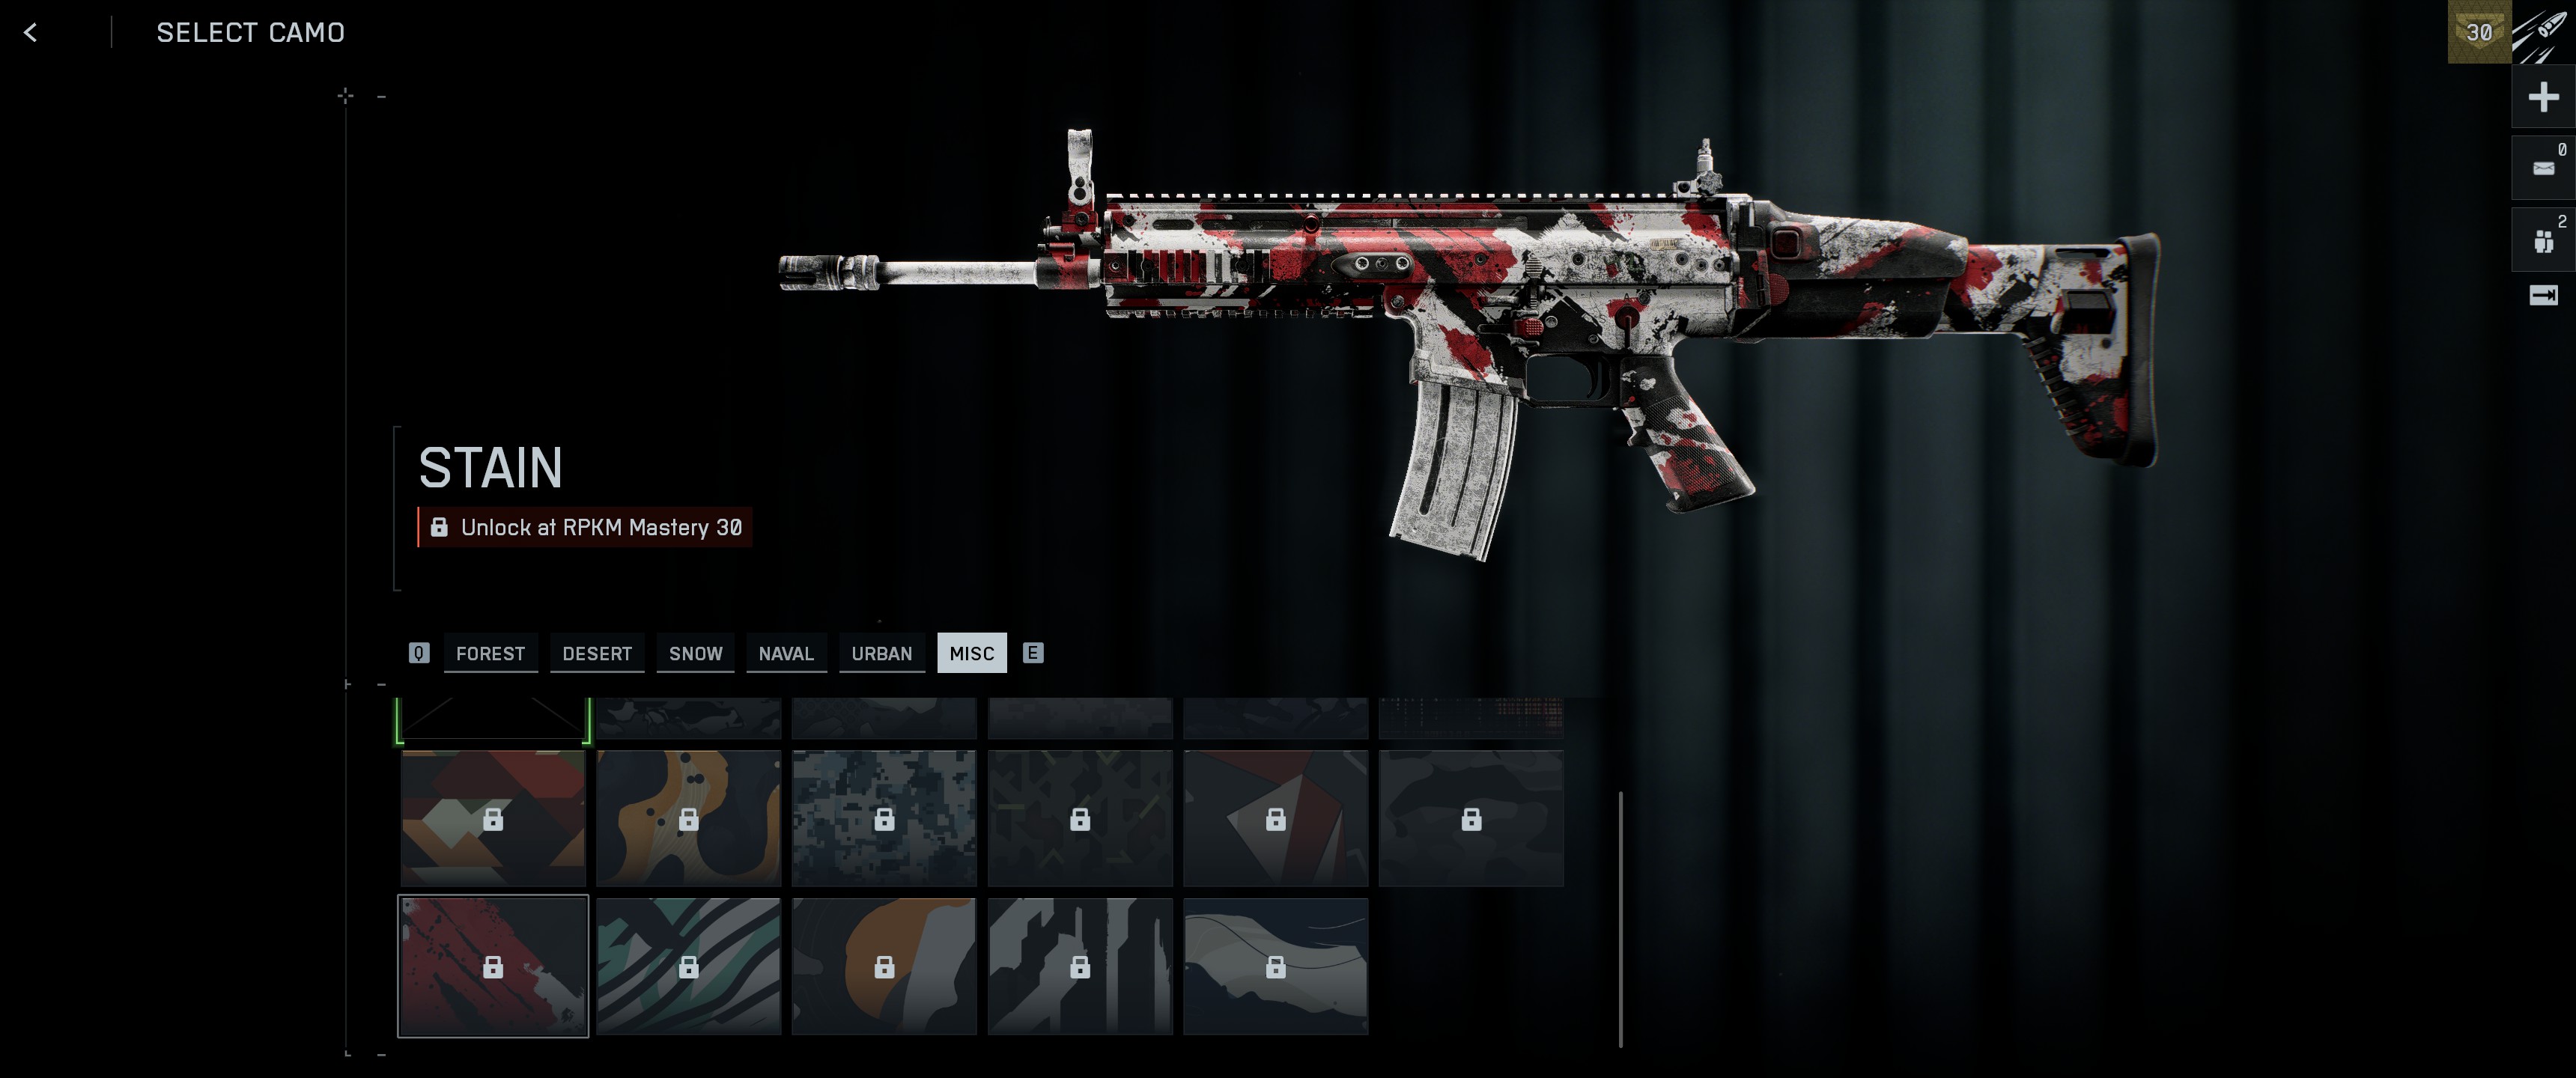 SELECT CAMO
30
0
2
STAIN
Unlock at RPKM Mastery 30
Q FOREST DESERT SNOW NAVAL URBAN MISC E